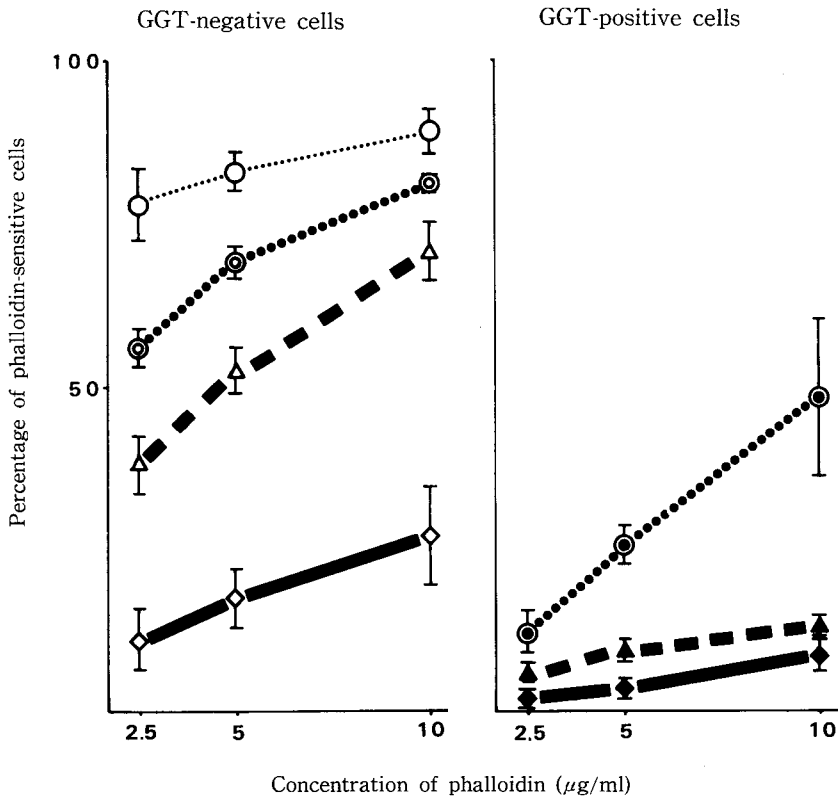 GGT-negative cells
GGT-positive cells
Percentage of phalloidin-sensitive cells
100
50
2.5
5
10
2.5
5
10
Concentration of phalloidin (μg/ml)